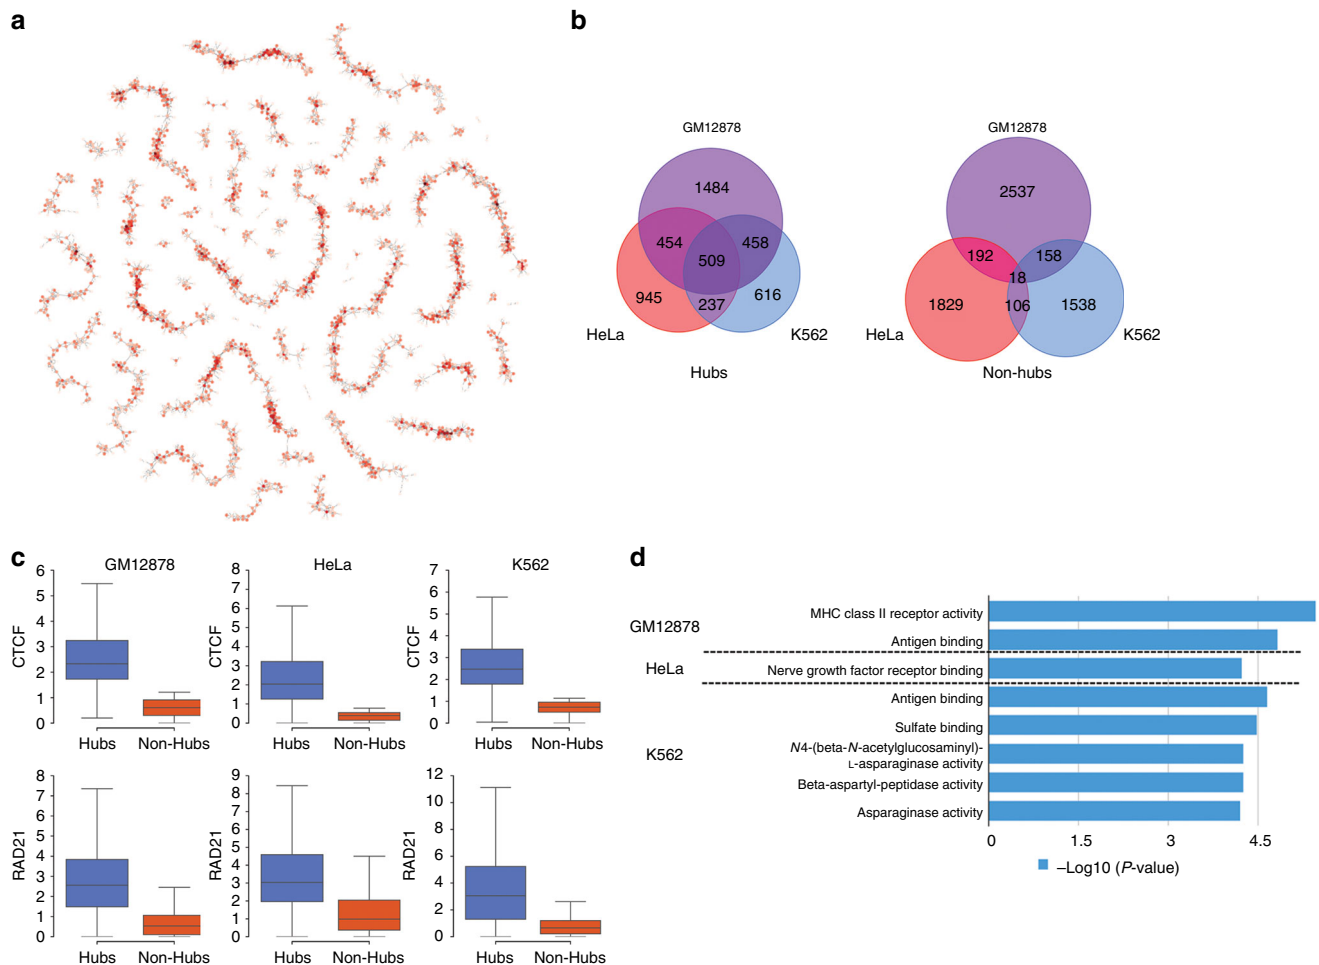 a
b
GM12878
1484
454
458
509
945
237
616
HeLa
K562
Hubs
GM12878
2537
192
158
18
1829
106
1538
HeLa
K562
Non-hubs
c
GM12878
CTCF
6
5
4
3
2
1
0
Hubs
Non-Hubs
HeLa
CTCF
8
7
6
5
4
3
2
1
0
Hubs
Non-Hubs
K562
CTCF
7
6
5
4
3
2
1
0
Hubs
Non-Hubs
RAD21
8
7
6
5
4
3
2
1
0
Hubs
Non-Hubs
RAD21
9
8
7
6
5
4
3
2
1
0
Hubs
Non-Hubs
RAD21
12
10
8
6
4
2
0
Hubs
Non-Hubs
d
GM12878
MHC class II receptor activity
Antigen binding
HeLa
Nerve growth factor receptor binding
K562
Antigen binding
Sulfate binding
N4-(beta-N-acetylglucosaminyl)-
L-asparaginase activity
Beta-aspartyl-peptidase activity
Asparaginase activity
0
1.5
3
4.5
–Log10 (P-value)